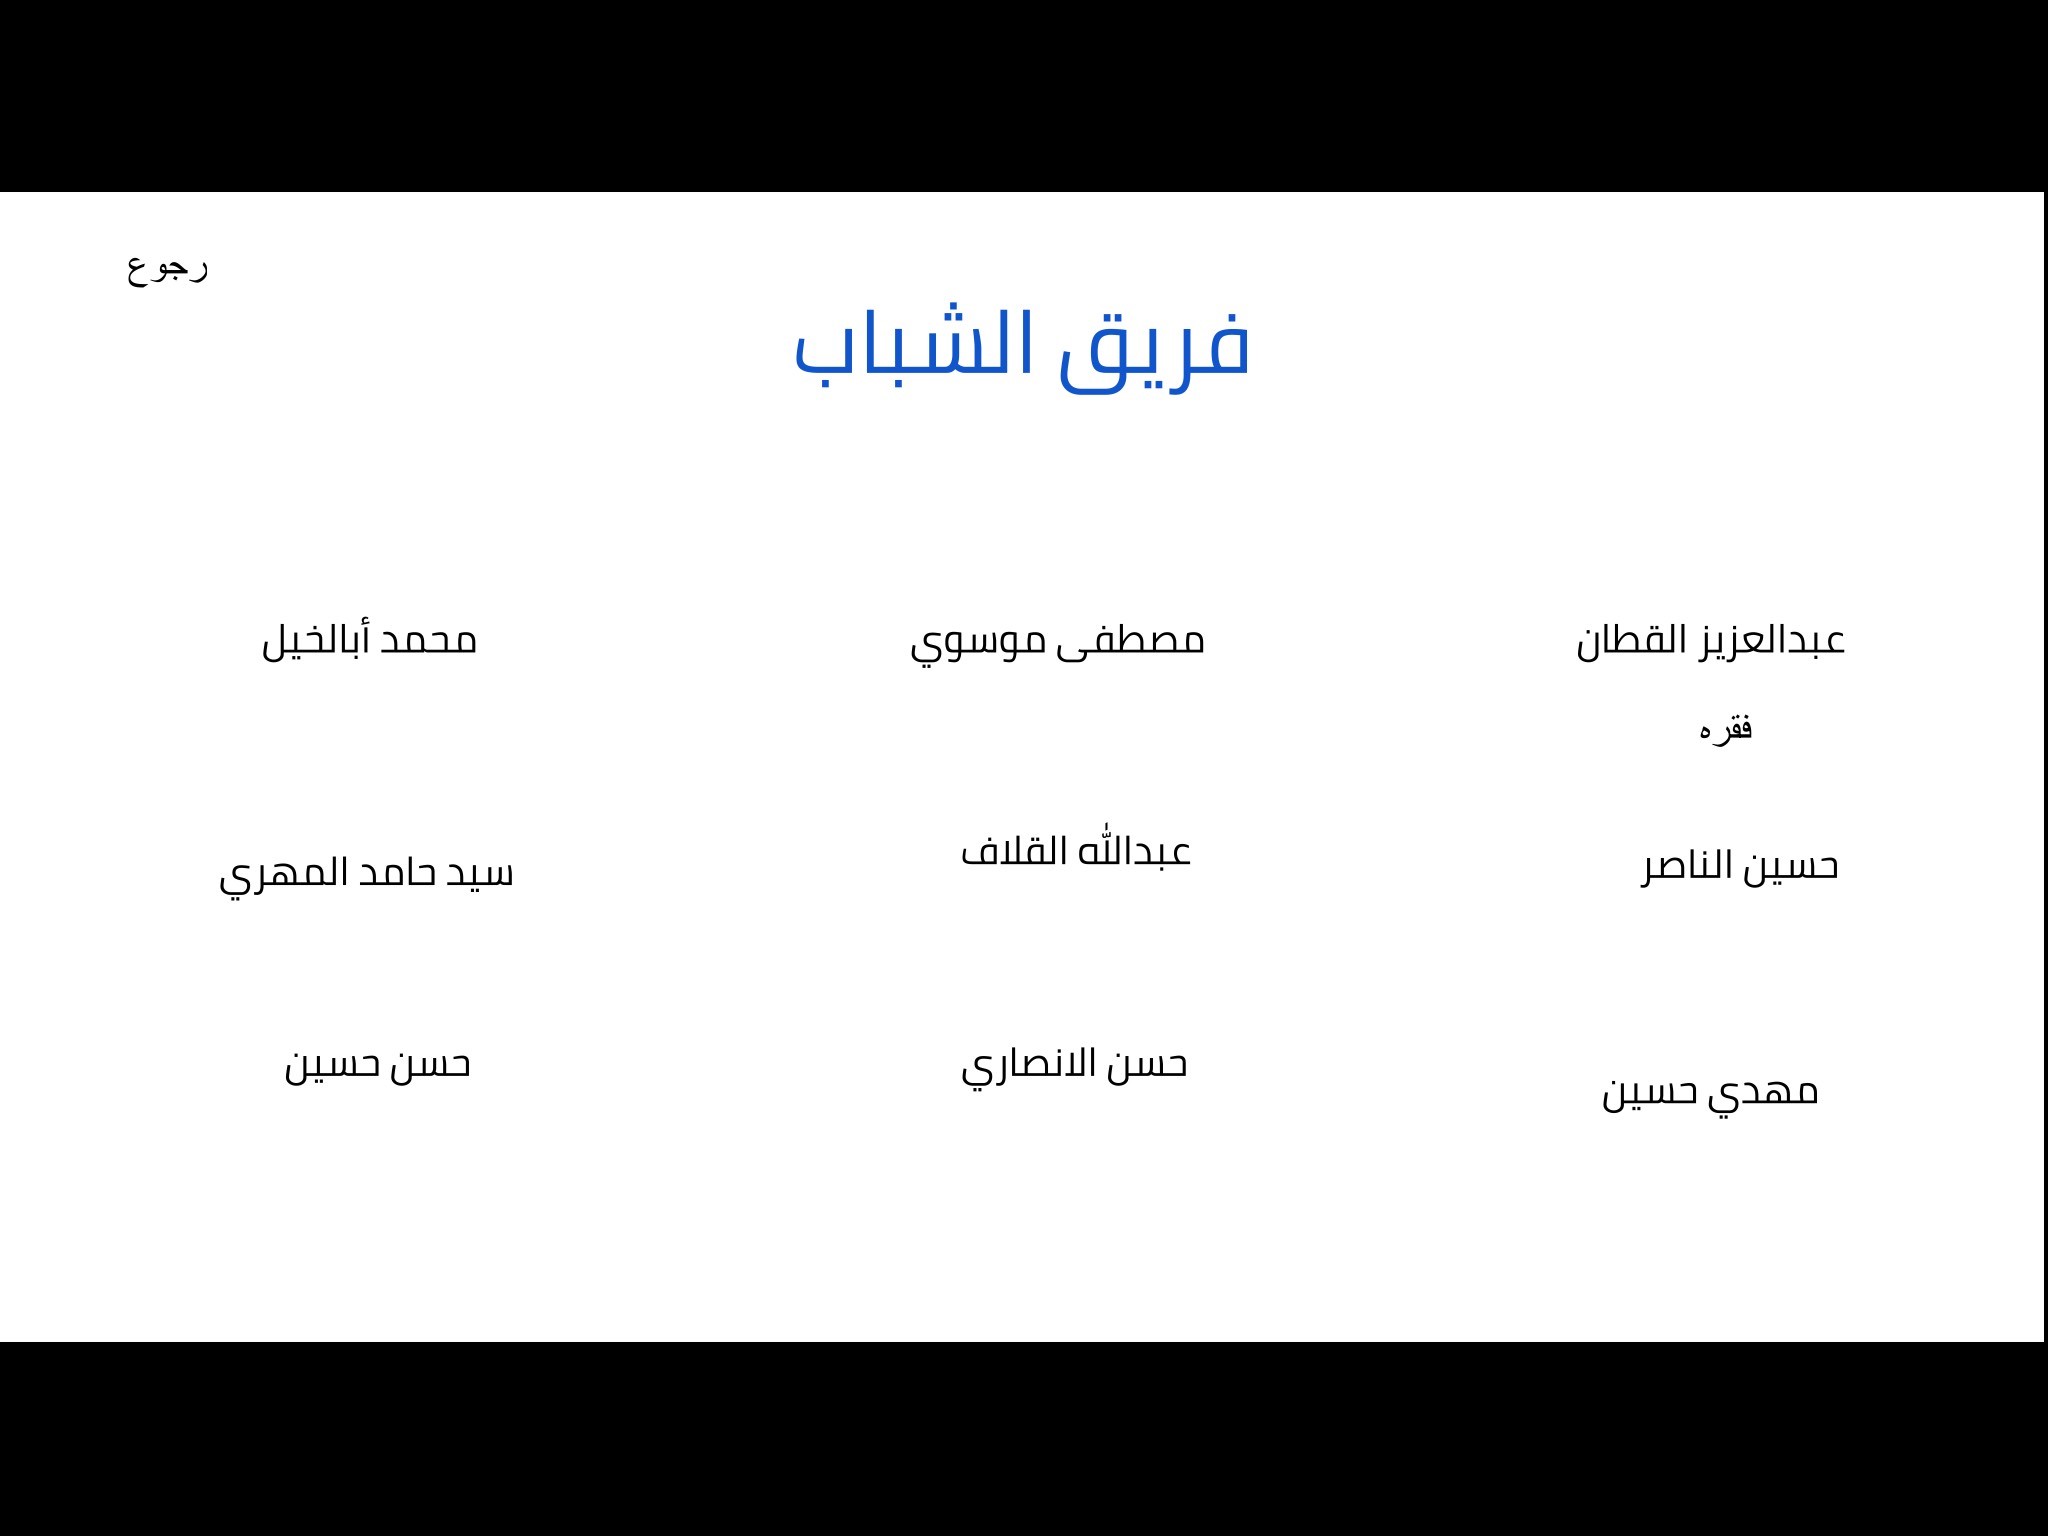 رجوع
فريق الشباب
عبدالعزيز القطان
مصطفى موسوي
محمد أبالخيل
فقره
حسين الناصر
عبدالله القلاف
سيد حامد المهري
مهدي حسين
حسن الانصاري
حسن حسين